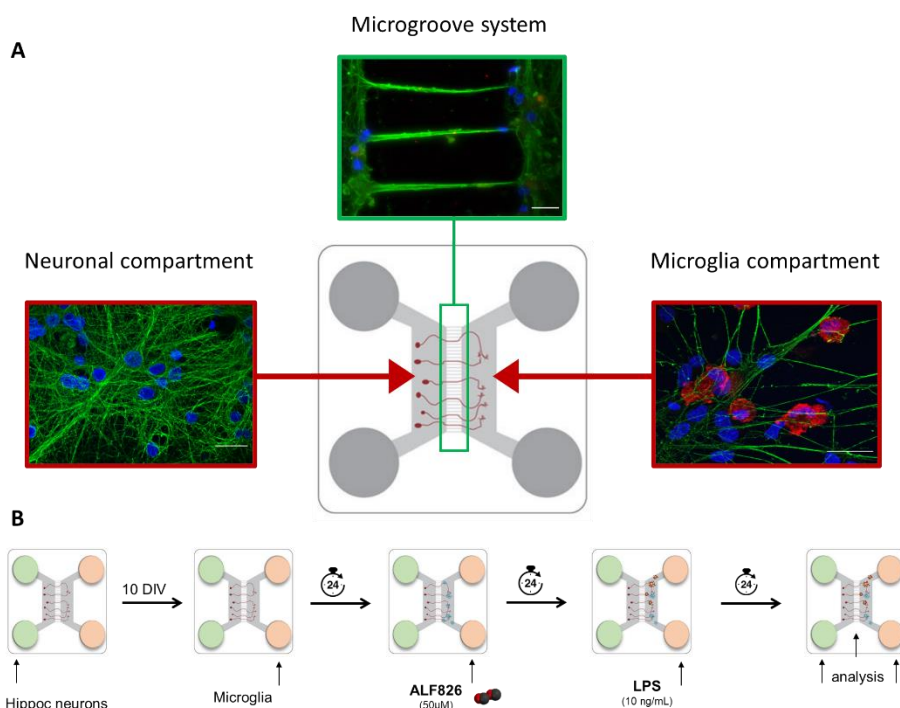 Microgroove system
A
Neuronal compartment
Microglia compartment
B
10 DIV
24
24
24
Hippoc neurons
Microglia
ALF826
(50µM)
LPS
(10 ng/mL)
analysis